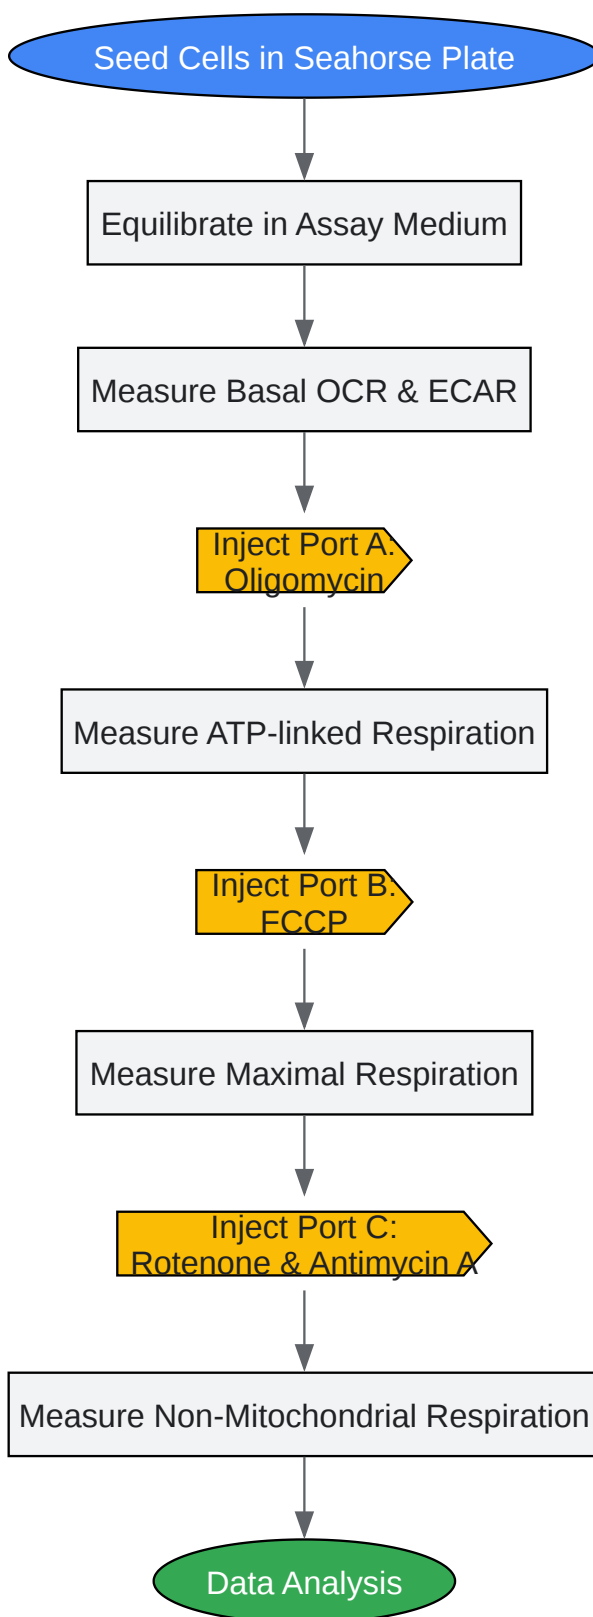 Seed Cells in Seahorse Plate
Equilibrate in Assay Medium
Measure Basal OCR & ECAR
Inject Port A:
Oligomycin
Measure ATP-linked Respiration
Inject Port B:
FCCP
Measure Maximal Respiration
Inject Port C:
Rotenone & Antimycin A
Measure Non-Mitochondrial Respiration
Data Analysis